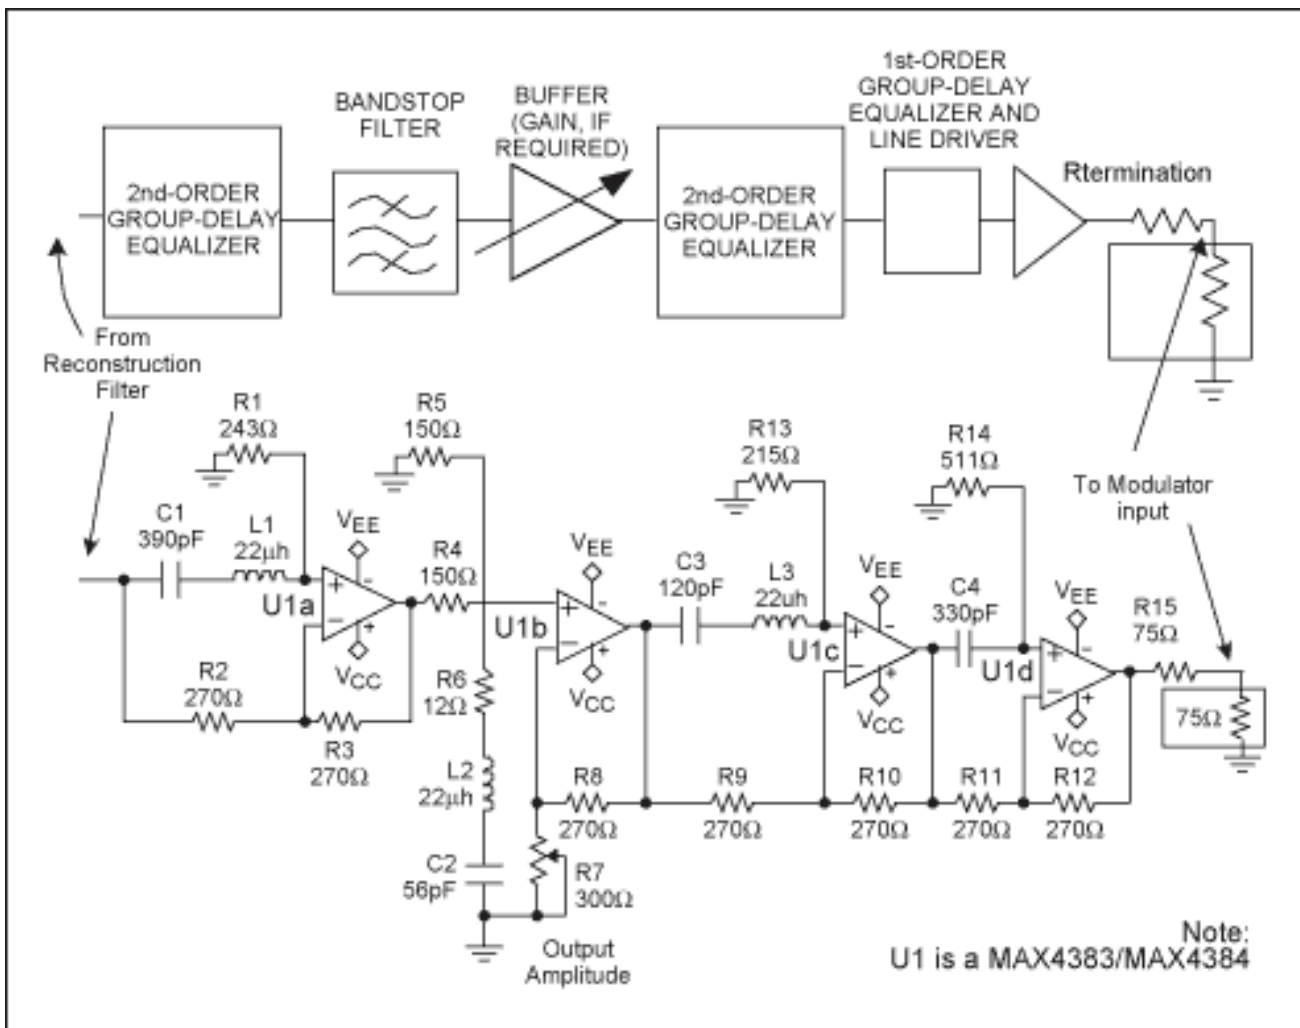 1st-ORDER
GROUP-DELAY
EQUALIZER AND
LINE DRIVER
BUFFER
(GAIN, IF
REQUIRED)
BANDSTOP
FILTER
Rtermination
2nd-ORDER
GROUP-DELAY
EQUALIZER
2nd-ORDER
GROUP-DELAY
EQUALIZER
From
Reconstruction
Filter
R1
243Ω
R5
150Ω
R13
215Ω
R14
511Ω
To Modulator
input
C1
390pF
L1
22µh
VEE
R4
150Ω
VEE
C3
120pF
L3
22uh
VEE
C4
330pF
VEE
R15
75Ω
+
-
U1a
−
+
VCC
+
-
U1b
−
+
VCC
+
-
U1c
−
+
VCC
+
-
U1d
−
+
VCC
75Ω
R2
270Ω
R3
270Ω
R6
12Ω
L2
22µh
R8
270Ω
R9
270Ω
R10
270Ω
R11
270Ω
R12
270Ω
C2
56pF
R7
300Ω
Output
Amplitude
Note:
U1 is a MAX4383/MAX4384